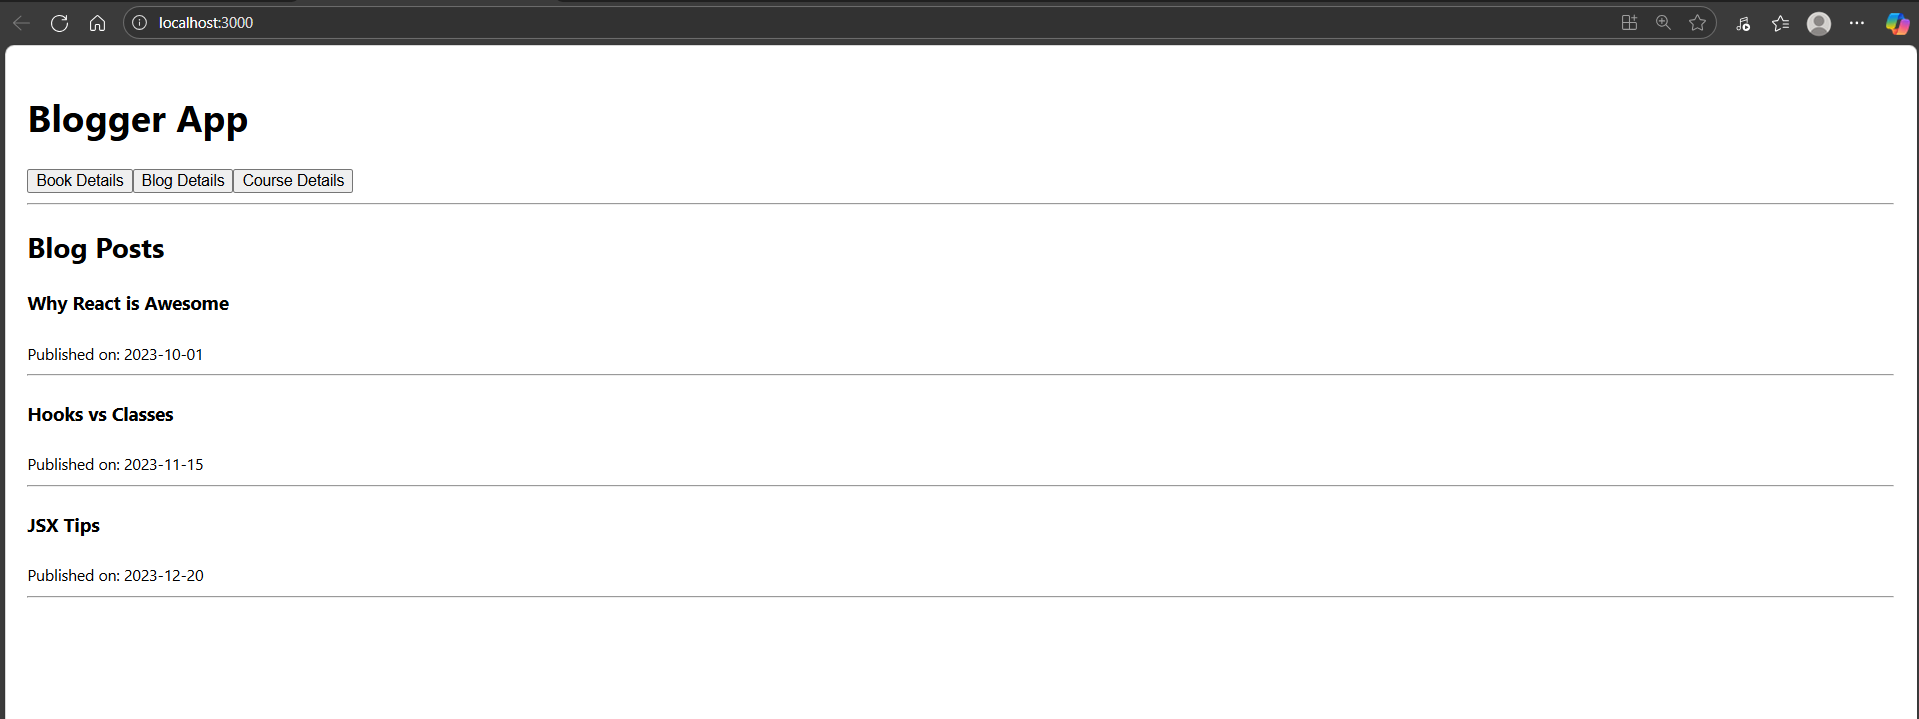 localhost:3000
Blogger App
Book Details Blog Details Course Details
Blog Posts
Why React is Awesome
Published on: 2023-10-01
Hooks vs Classes
Published on: 2023-11-15
JSX Tips
Published on: 2023-12-20